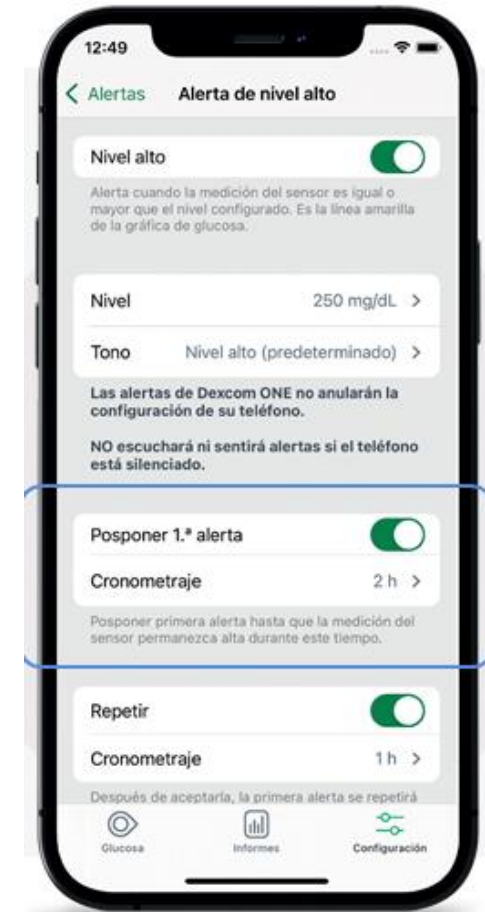 12:49
Alertas Alerta de nivel alto
Nivel alto
Alerta cuando la medición del sensor es igual o
mayor que el nivel configurado. Es la línea amarilla
de la gráfica de glucosa.
Nivel 250 mg/dL
Tono Nivel alto (predeterminado)
Las alertas de Dexcom ONE no anularán la
configuración de su teléfono.
NO escuchará ni sentirá alertas si el teléfono
está silenciado.
Posponer 1.ª alerta
Cronometraje 2 h
Posponer primera alerta hasta que la medición del
sensor permanezca alta durante este tiempo.
Repetir
Cronometraje 1 h
Después de aceptarla, la primera alerta se repetirá
Glucosa Informes Configuración